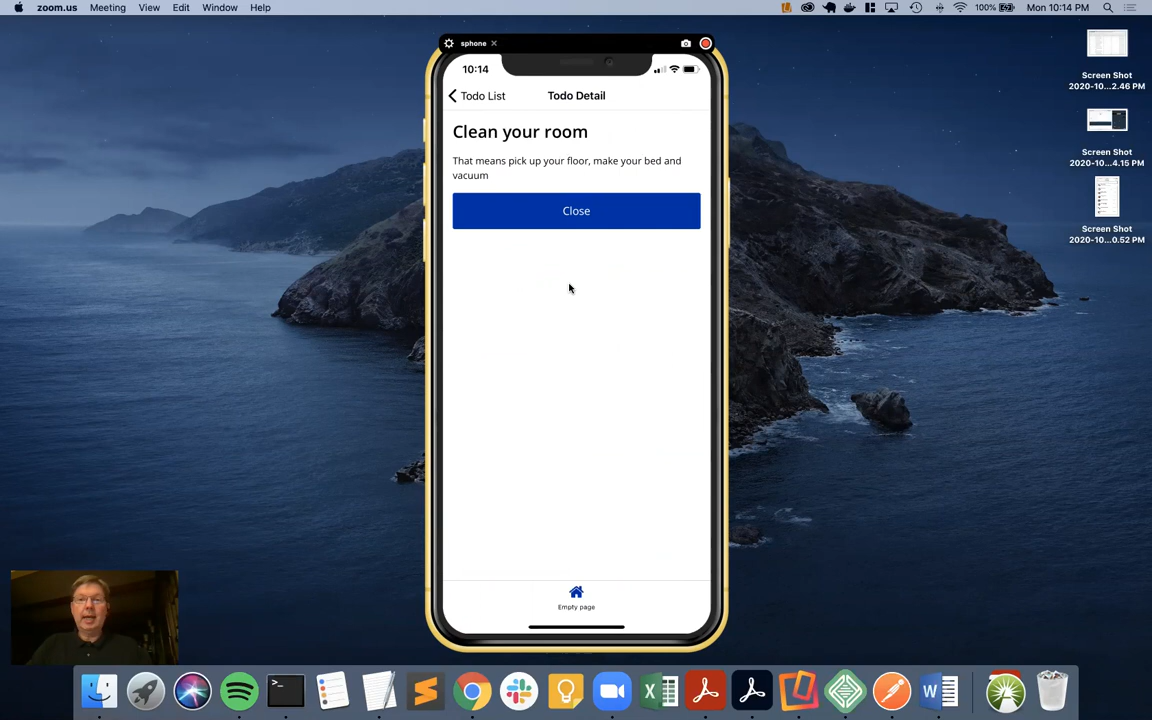 zoom.us Meeting View Edit Window Help
100% Mon 10:14 PM
sphone
10:14
Todo List Todo Detail
Clean your room
That means pick up your floor, make your bed and
vacuum
Close
Empty page
Screen Shot
2020-10...2.46 PM
Screen Shot
2020-10...4.15 PM
Screen Shot
2020-10...0.52 PM